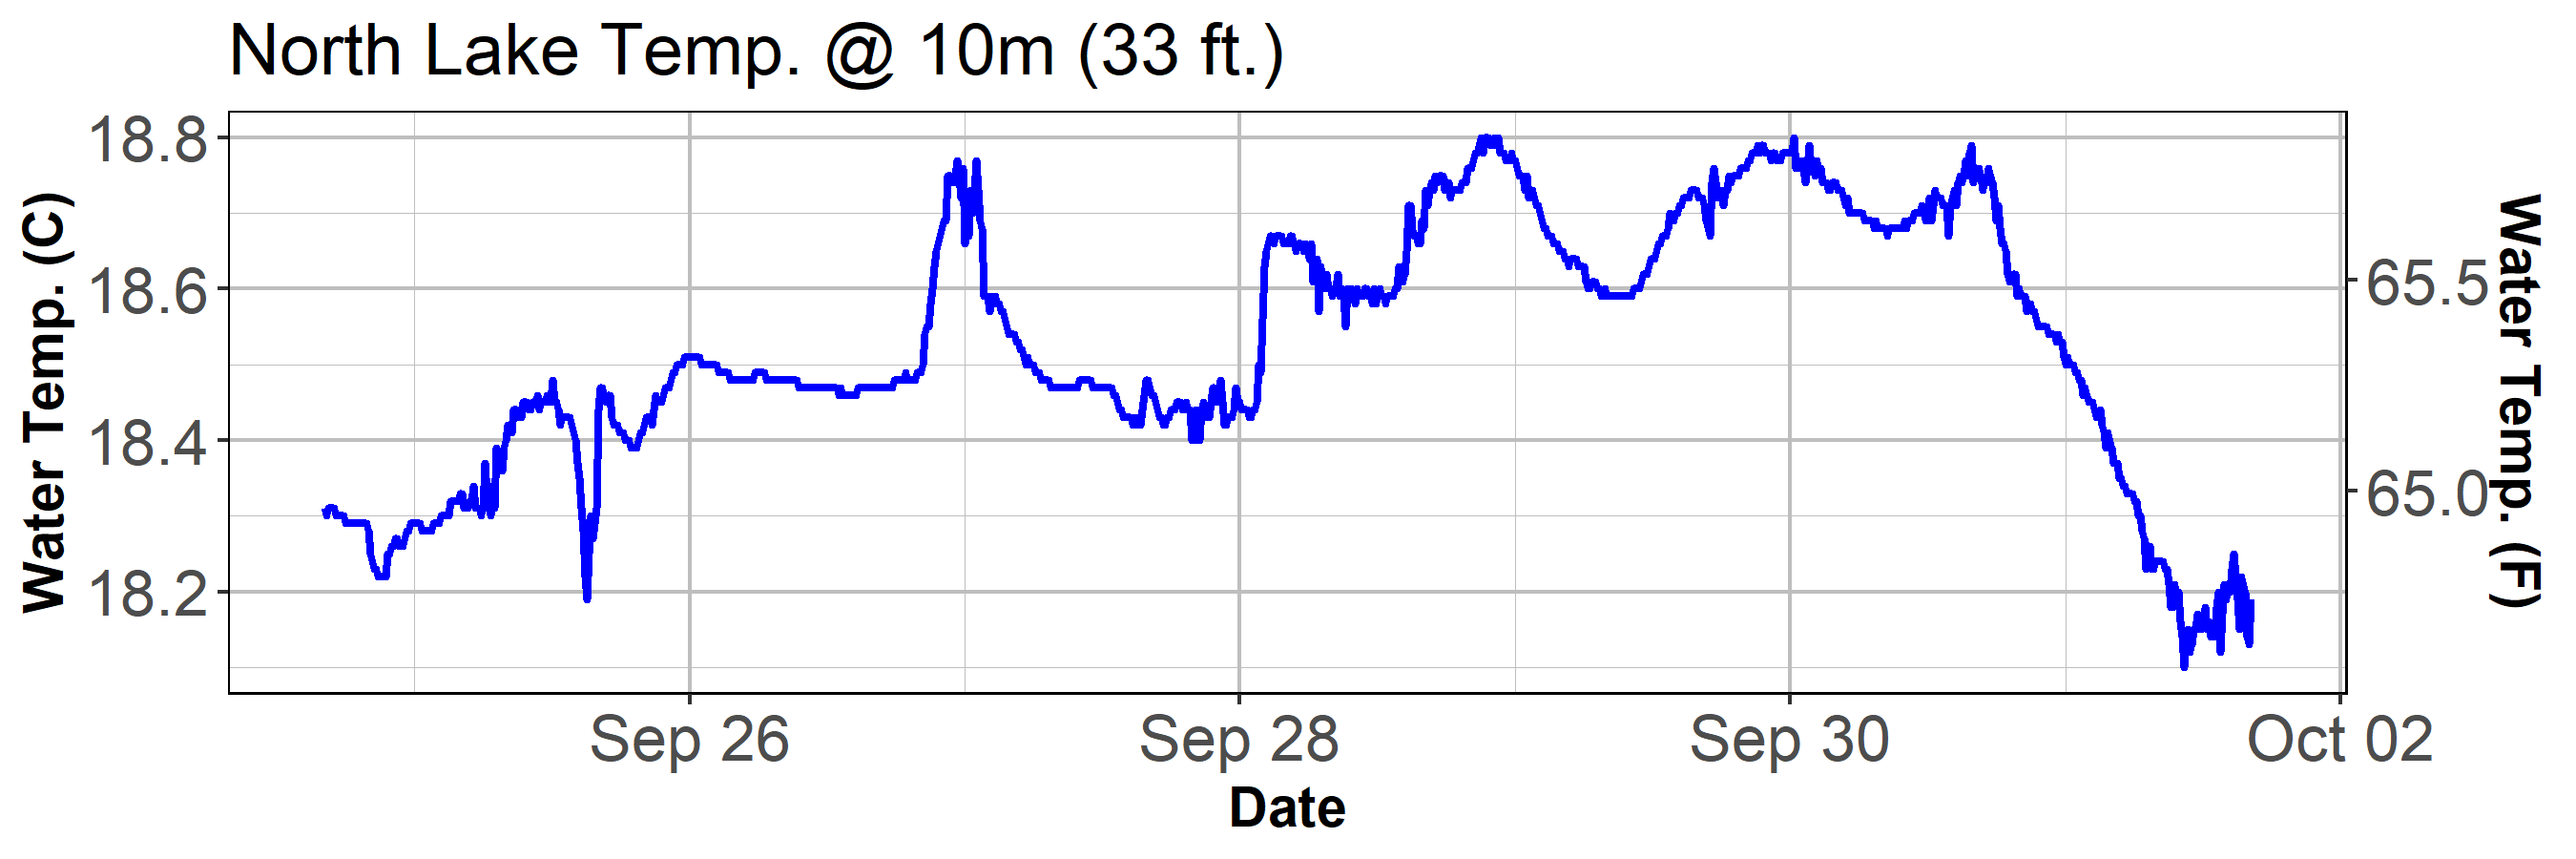 North Lake Temp. @ 10m (33 ft.)
Water Temp. (C)
18.8
18.6
18.4
18.2
65.5
65.0
Water Temp. (F)
Sep 26 Sep 28 Sep 30 Oct 02
Date